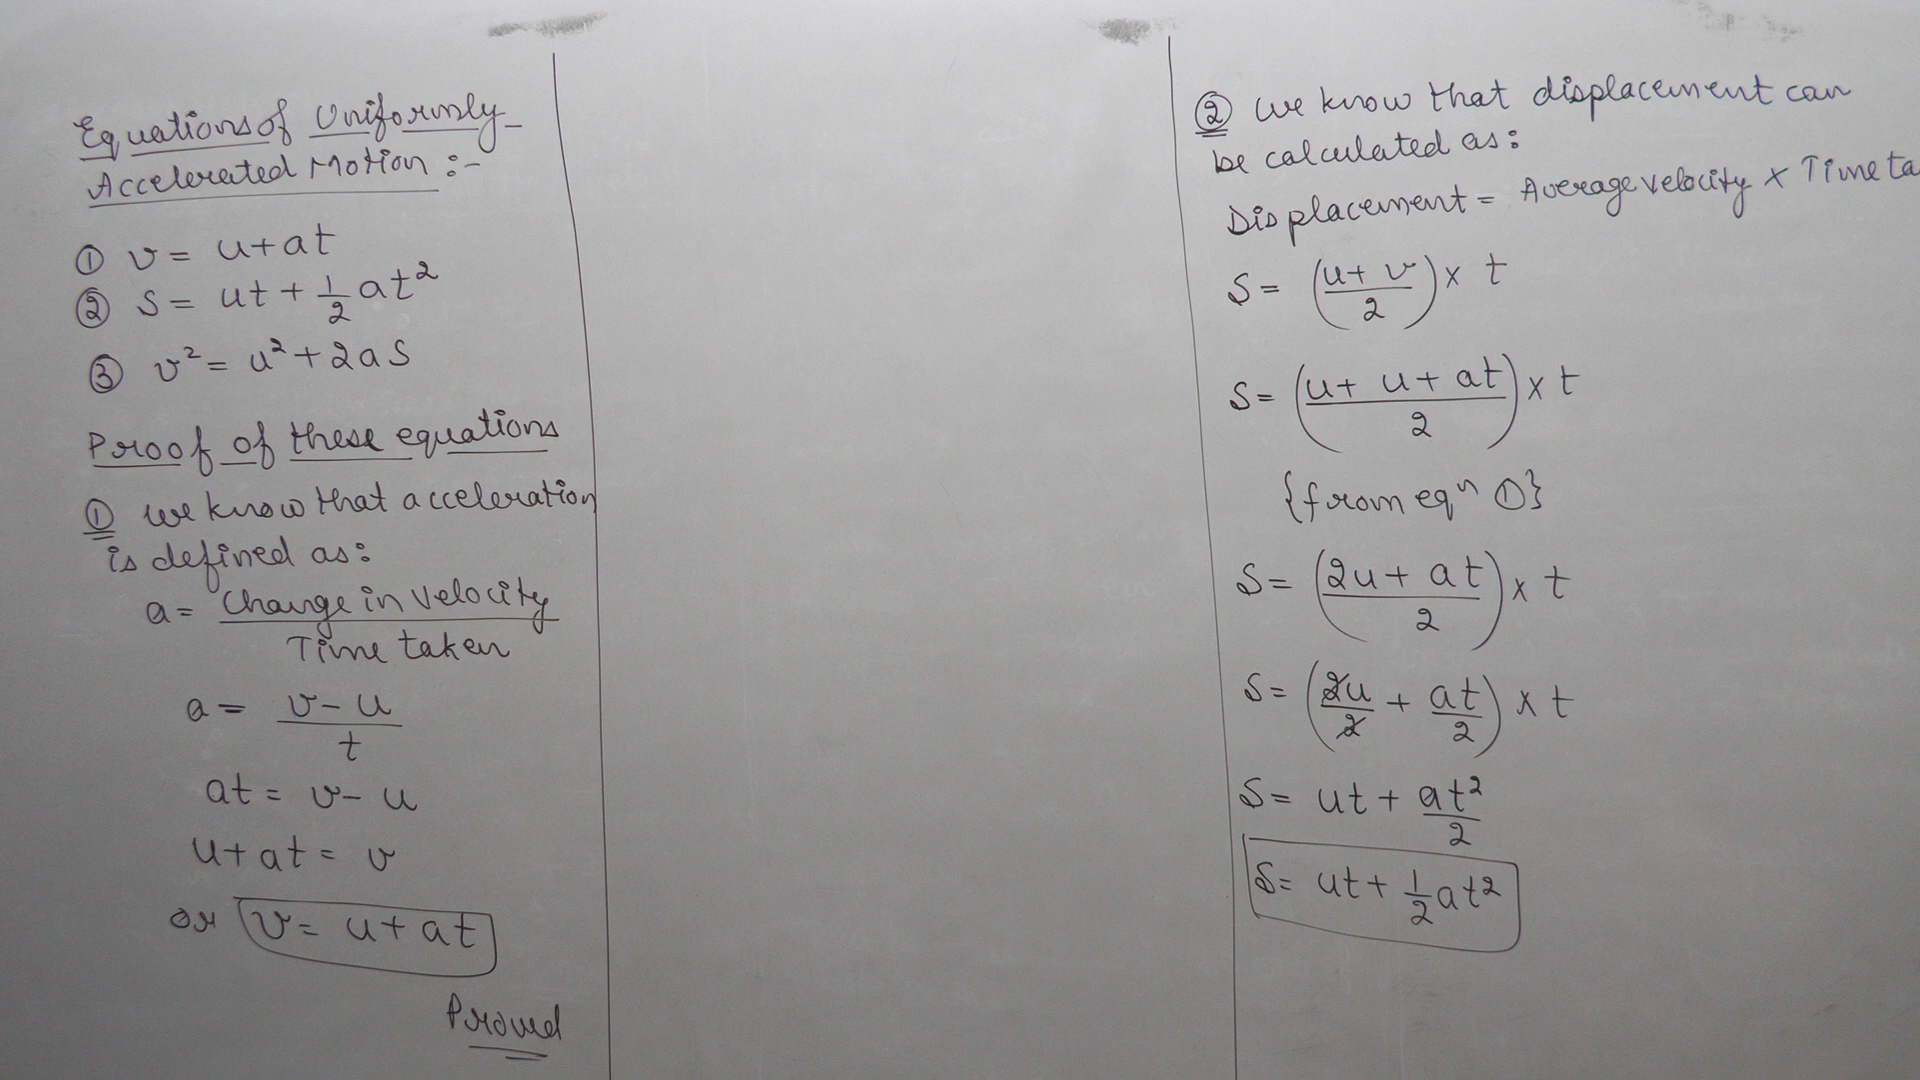 Equations of Uniformly
Accelerated Motion :-
① v = u + at
② S = ut + 1/2 at²
③ v² = u² + 2aS
Proof of these equations
① We know that acceleration
is defined as:
a = Change in velocity / Time taken
a = v - u / t
at = v - u
u + at = v
or v = u + at
Proved
② We know that displacement can
be calculated as:
Displacement = Average velocity × Time ta
S = (u + v / 2) × t
S = (u + u + at / 2) × t
{from eqⁿ ①}
S = (2u + at / 2) × t
S = (2u / 2 + at / 2) × t
S = ut + at² / 2
S = ut + 1/2 at²